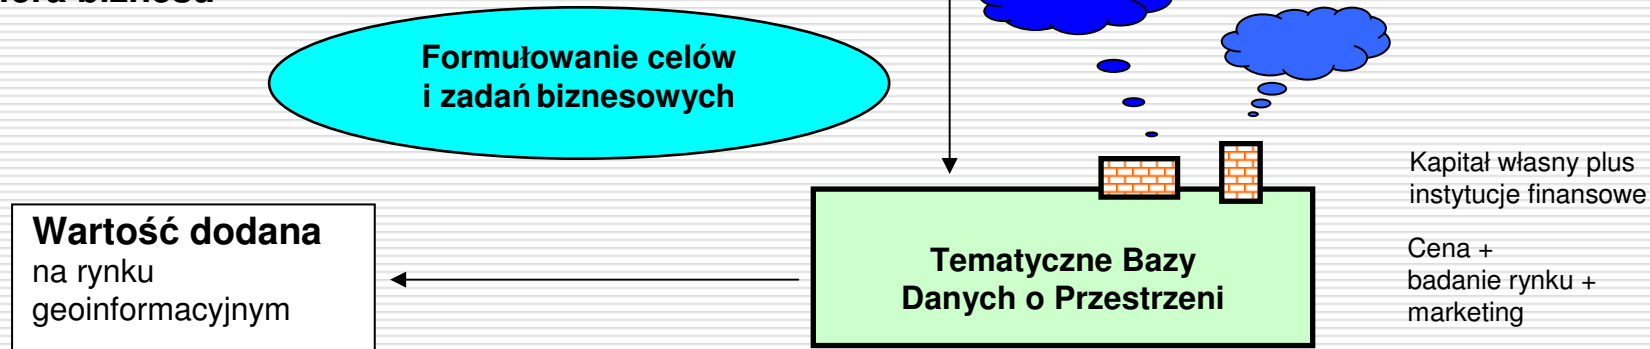 biznesu
Formułowanie celów
i zadań biznesowych
Kapitał własny plus
instytucje finansowe
Wartość dodana
na rynku
geoinformacyjnym
Tematyczne Bazy
Danych o Przestrzeni
Cena +
badanie rynku +
marketing